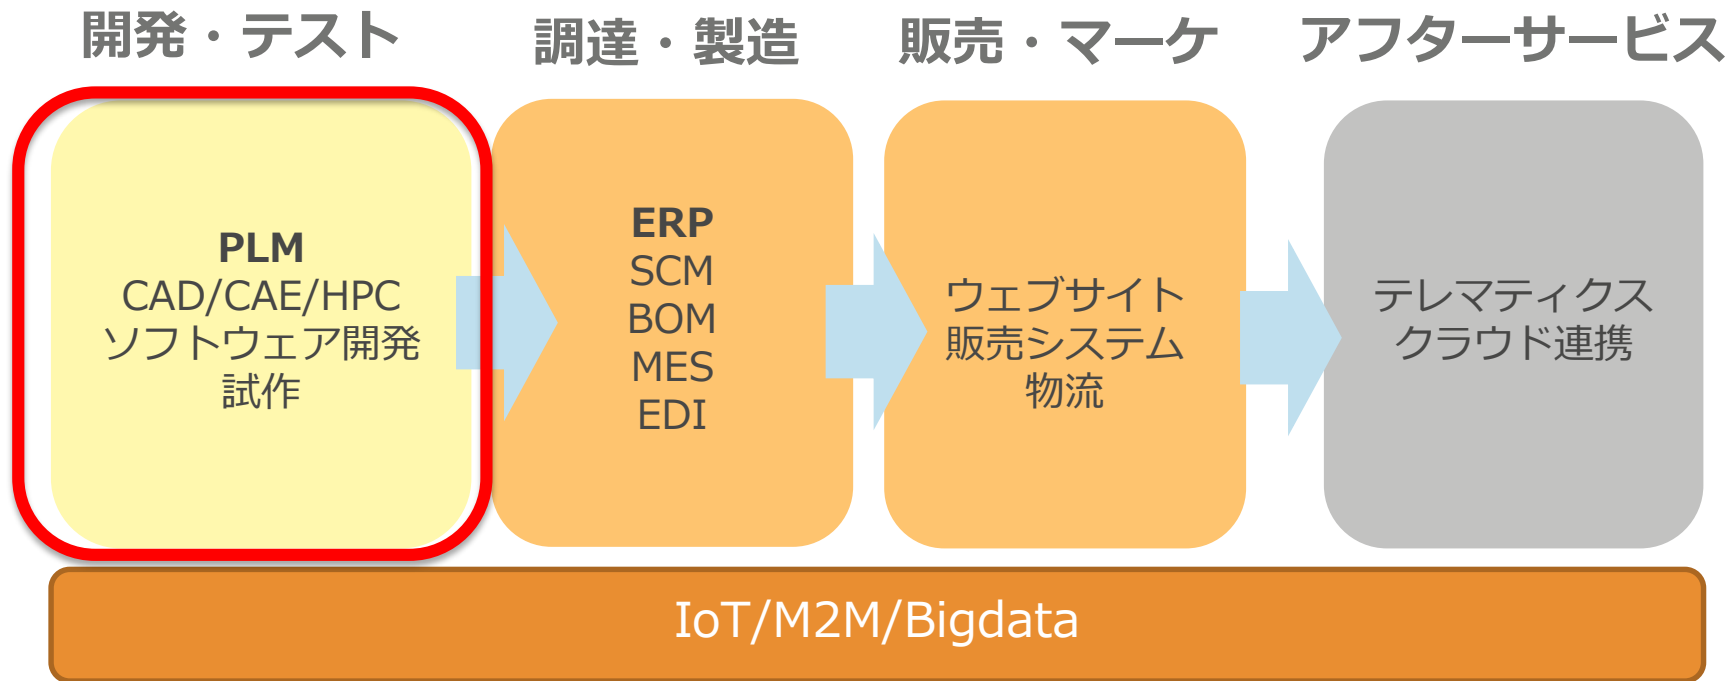 開発・テスト
調達・製造
販売・マーケ
アフターサービス
PLM
CAD/CAE/HPC
ソフトウェア開発
試作
ERP
SCM
BOM
MES
EDI
ウェブサイト
販売システム
物流
テレマティクス
クラウド連携
IoT/M2M/Bigdata